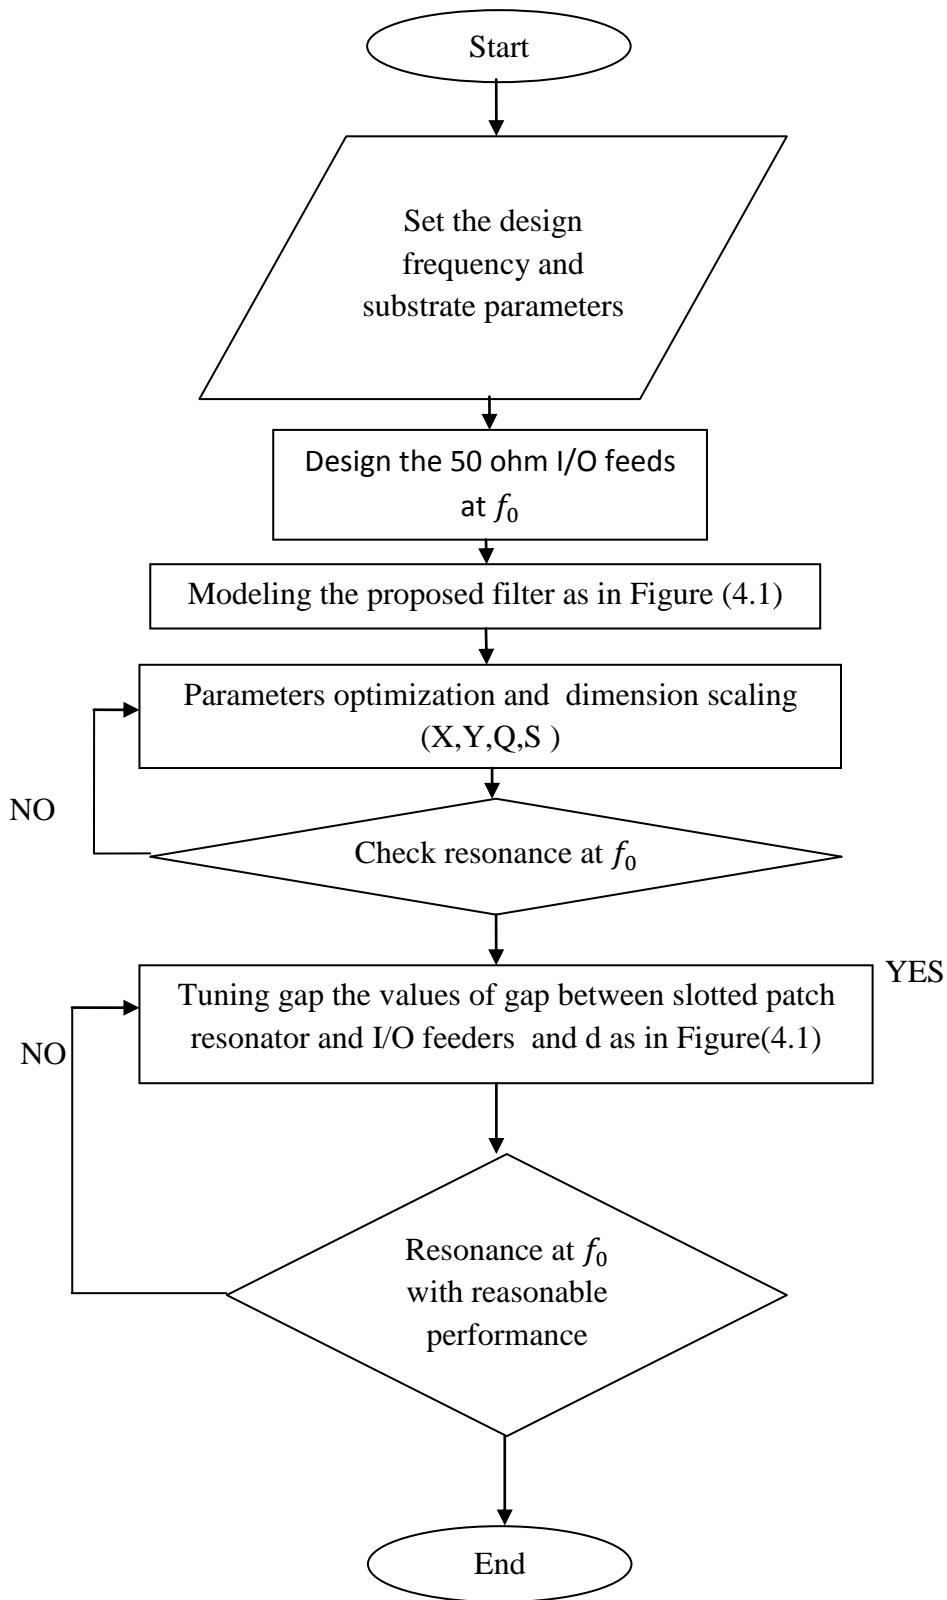 Start
Set the design
frequency and
substrate parameters
Design the 50 ohm I/O feeds
at f₀
Modeling the proposed filter as in Figure (4.1)
Parameters optimization and dimension scaling
(X,Y,Q,S )
NO
Check resonance at f₀
YES
Tuning gap the values of gap between slotted patch
resonator and I/O feeders and d as in Figure(4.1)
NO
Resonance at f₀
with reasonable
performance
End